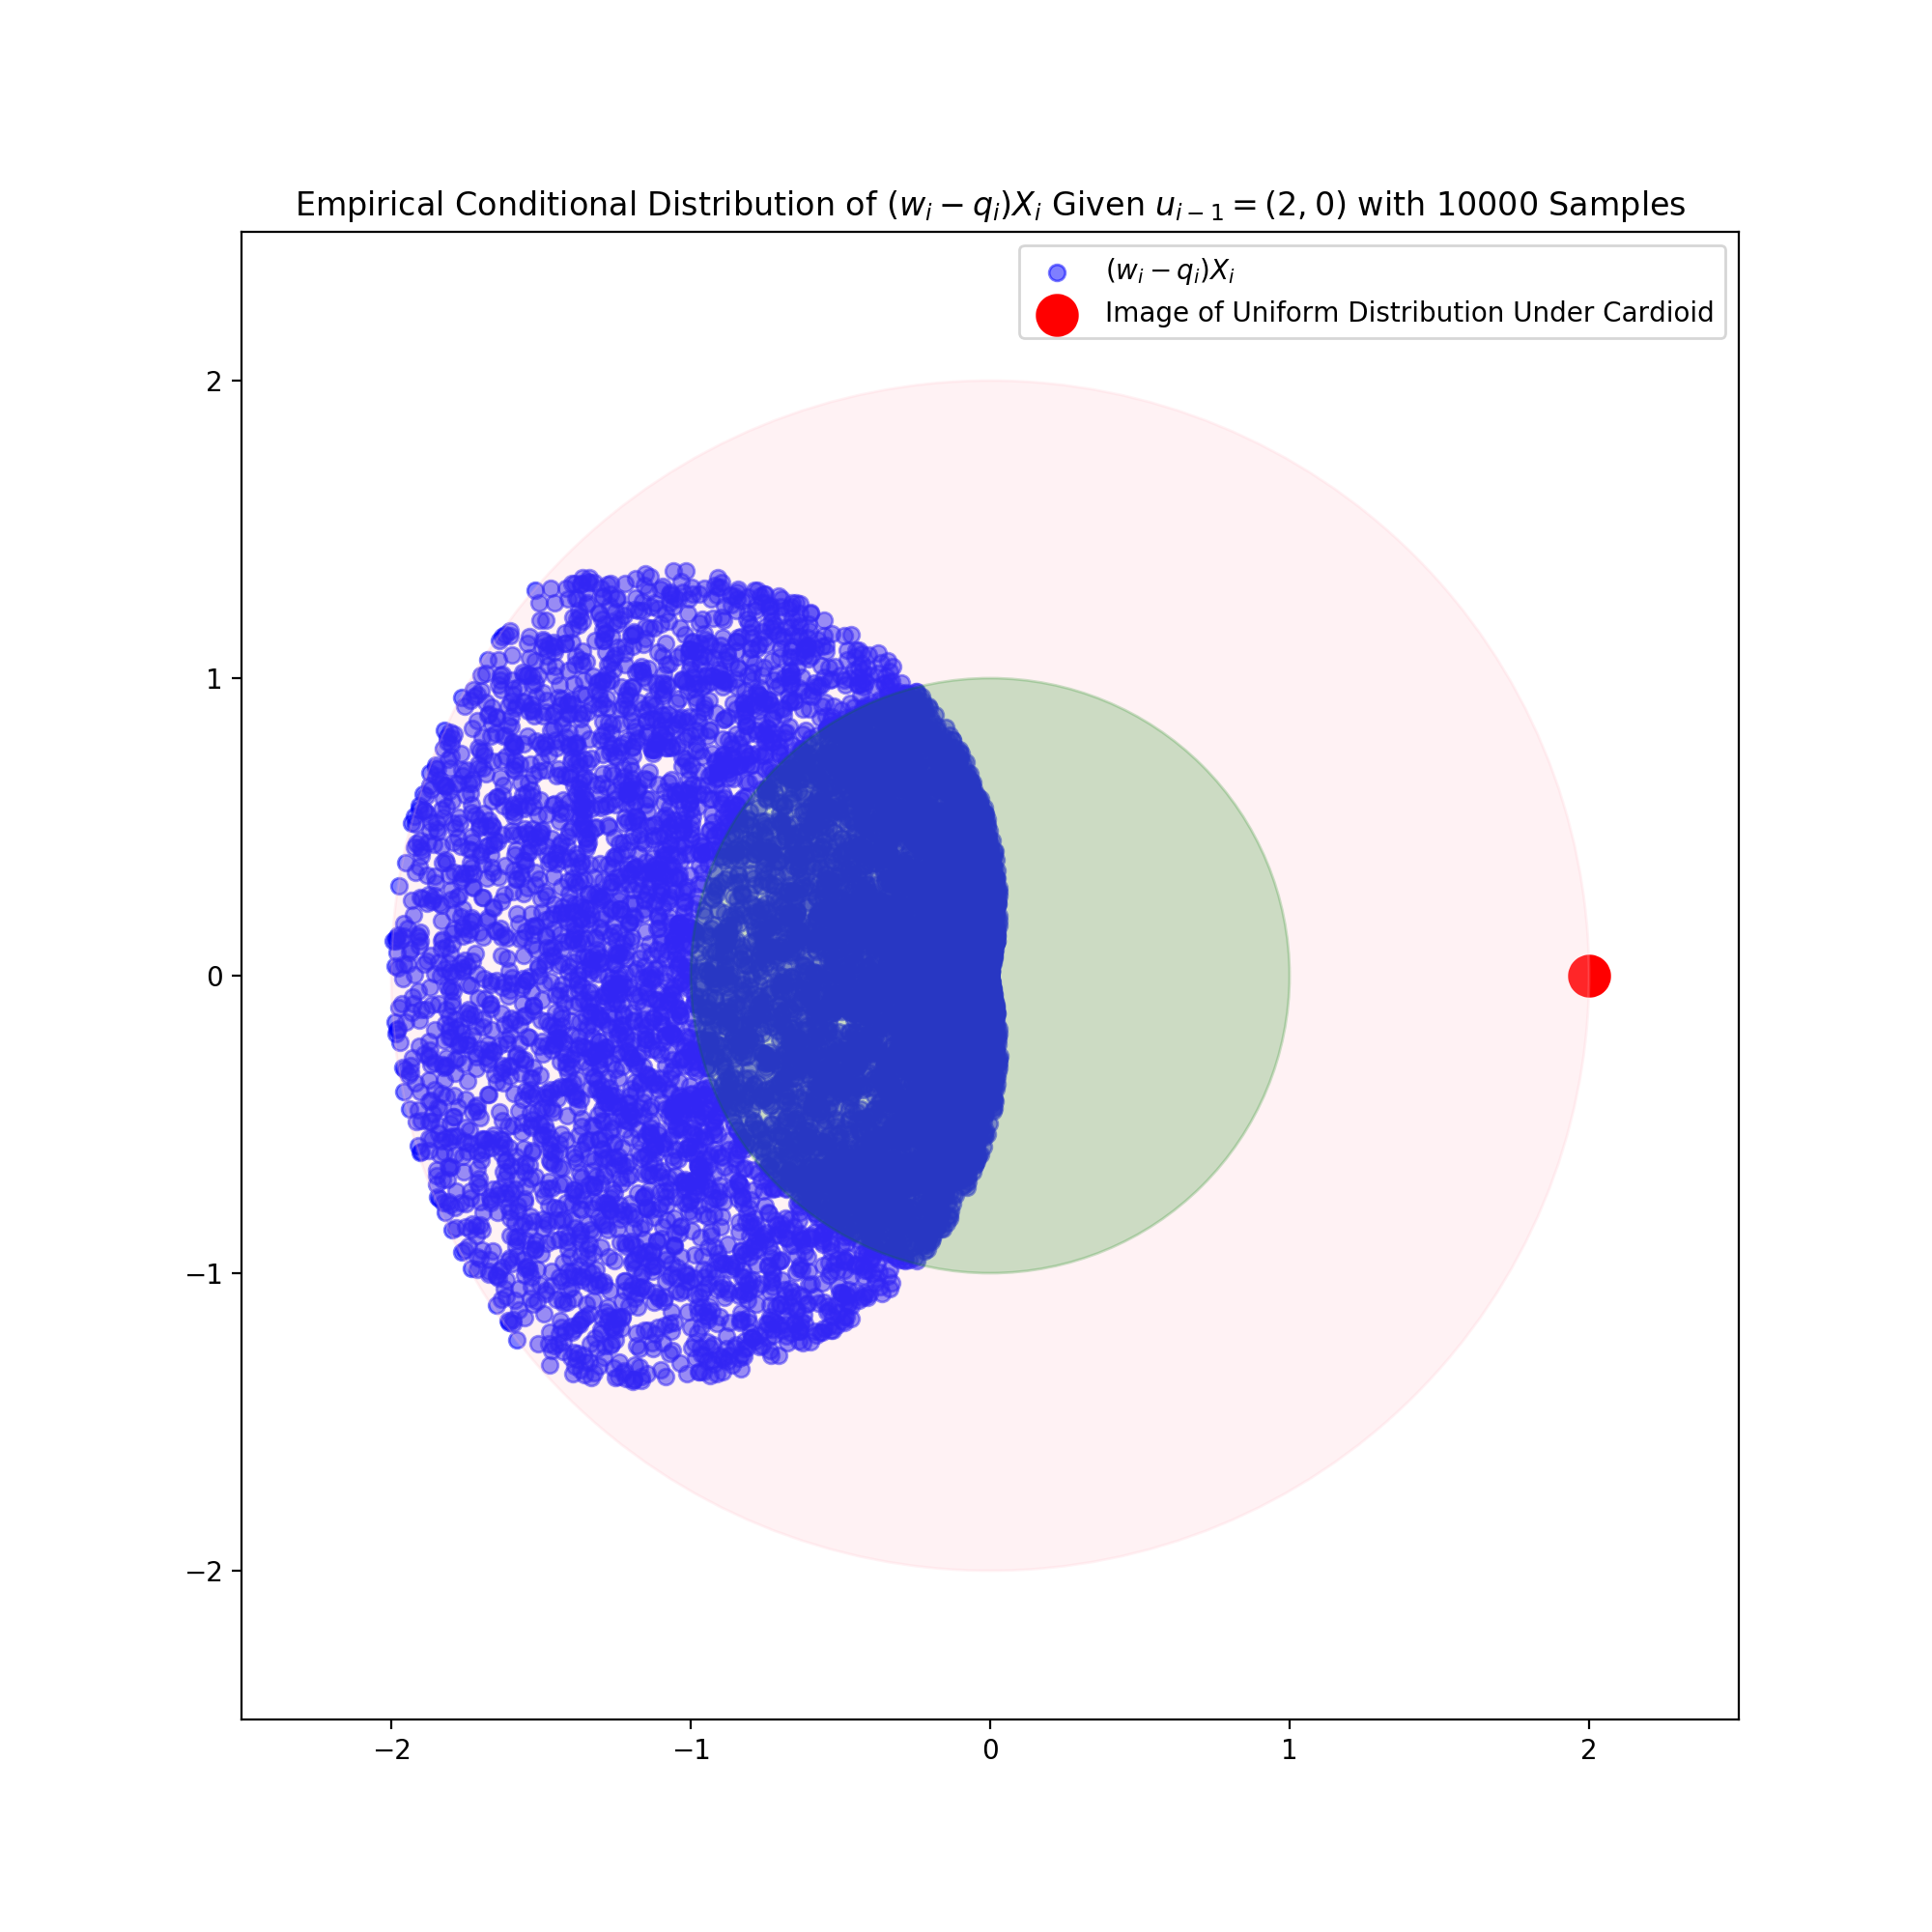 Empirical Conditional Distribution of $(w_i - q_i)X_i$ Given $u_{i-1} = (2, 0)$ with 10000 Samples
$(w_i - q_i)X_i$
Image of Uniform Distribution Under Cardioid
2
1
0
−1
−2
−2 −1 0 1 2